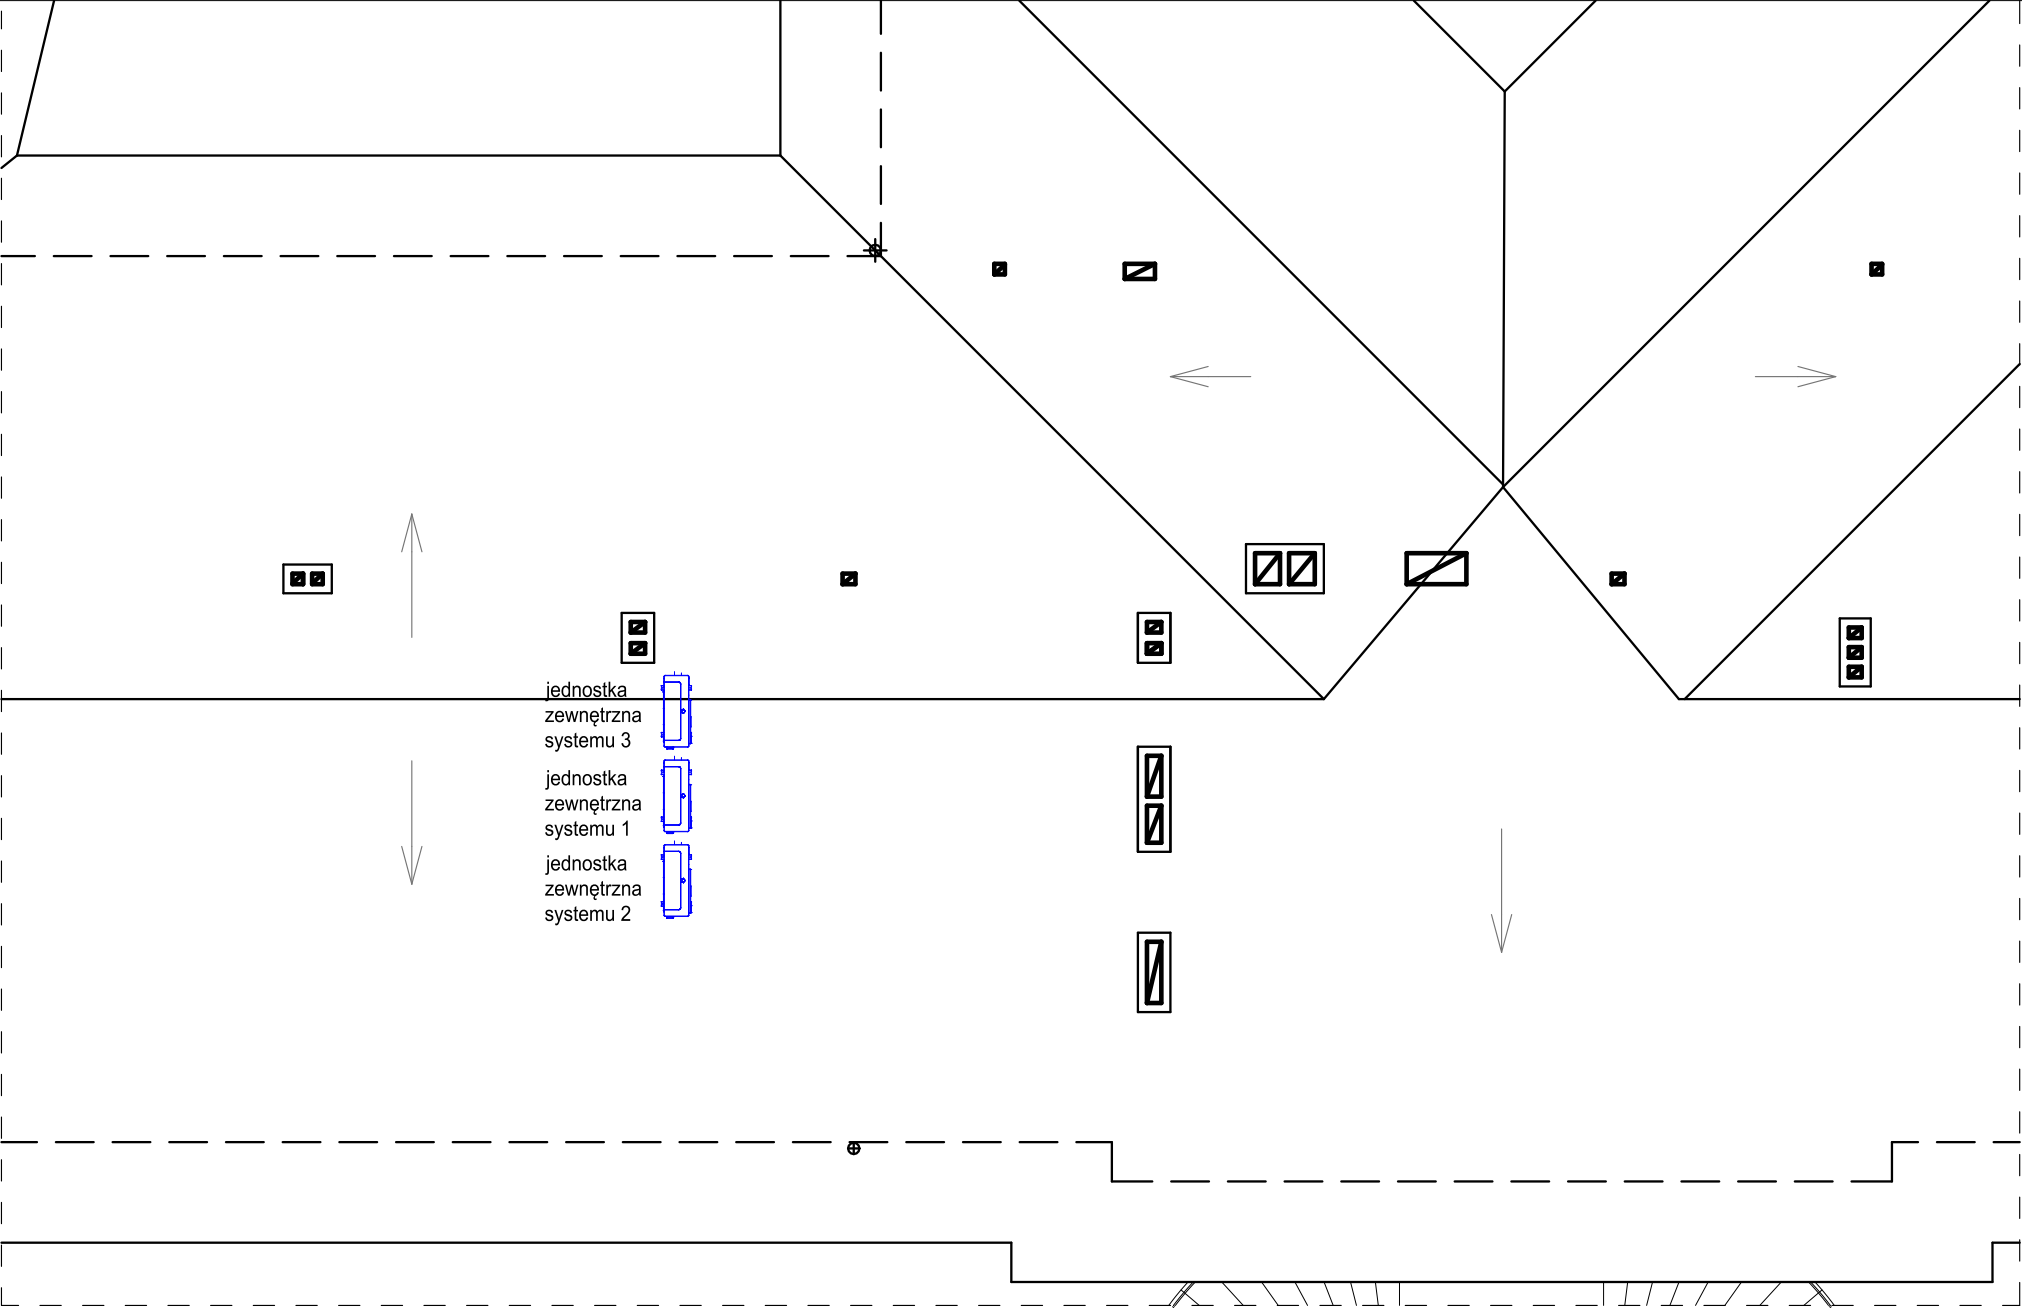 jednostka
zewnętrzna
systemu 3
jednostka
zewnętrzna
systemu 1
jednostka
zewnętrzna
systemu 2